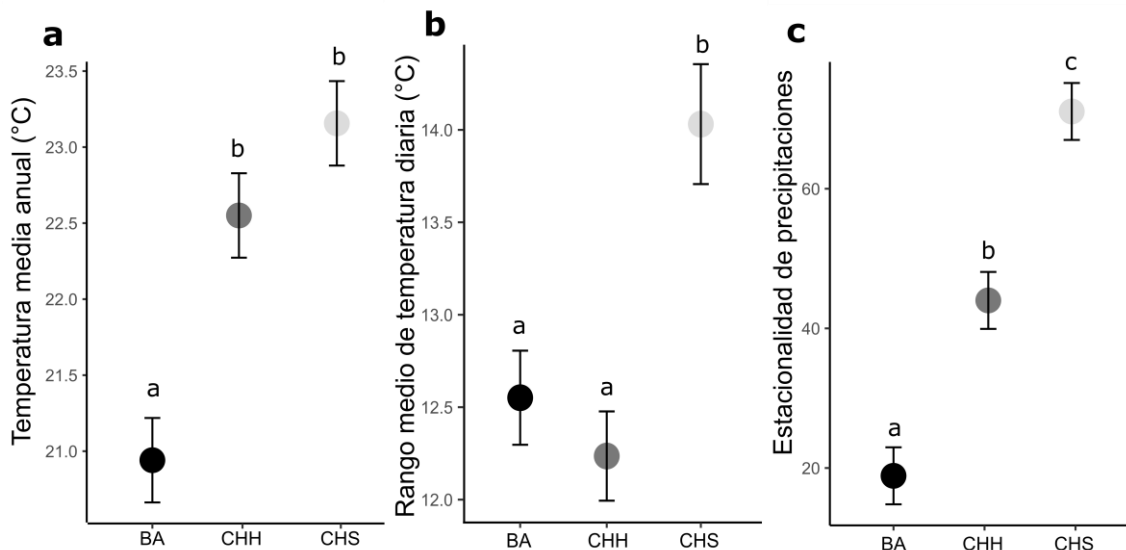 a
Temperatura media anual (°C)
23.5
23.0
22.5
22.0
21.5
21.0
a
b
b
BA
CHH
CHS
b
Rango medio de temperatura diaria (°C)
14.0
13.5
13.0
12.5
12.0
a
a
b
BA
CHH
CHS
c
Estacionalidad de precipitaciones
60
40
20
a
b
c
BA
CHH
CHS